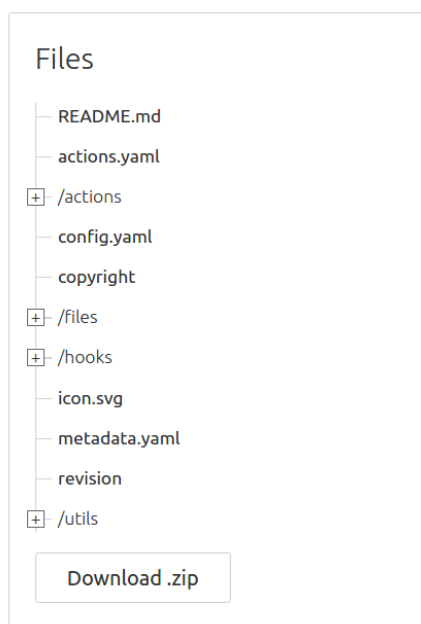 Files
README.md
actions.yaml
/actions
config.yaml
copyright
/files
/hooks
icon.svg
metadata.yaml
revision
/utils
Download .zip